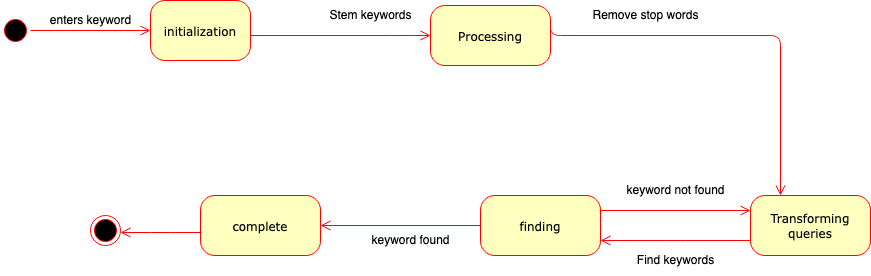 enters keyword
initialization
Stem keywords
Processing
Remove stop words
Transforming
queries
keyword not found
Find keywords
finding
keyword found
complete